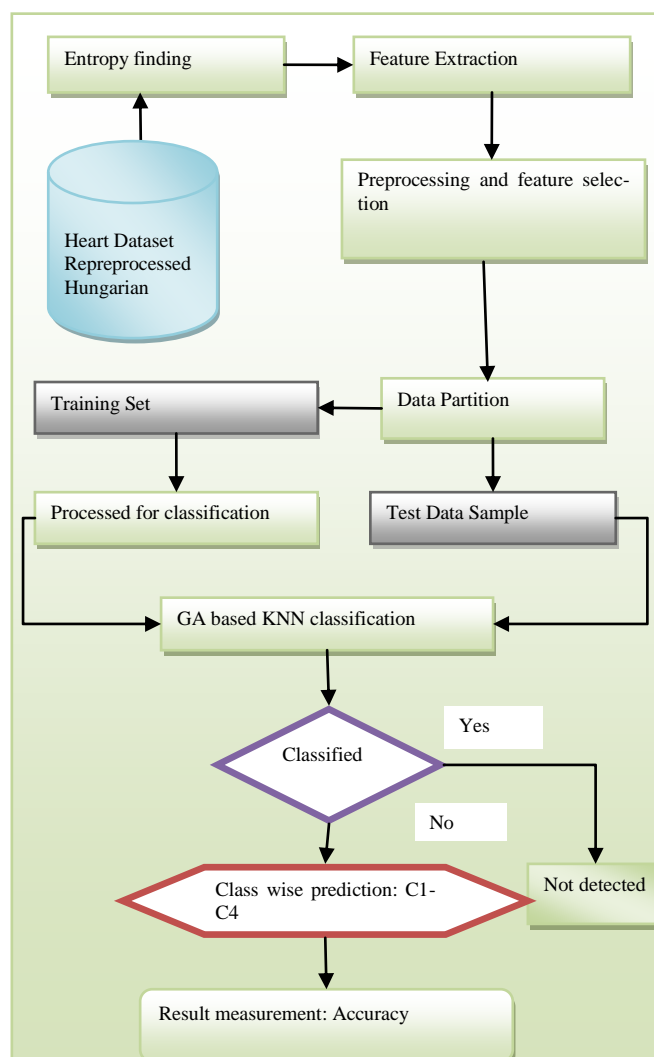 Entropy finding
Feature Extraction
Preprocessing and feature selec-
tion
Heart Dataset
Repreprocessed
Hungarian
Training Set
Data Partition
Processed for classification
Test Data Sample
GA based KNN classification
Yes
Classified
No
Class wise prediction: C1-
C4
Not detected
Result measurement: Accuracy